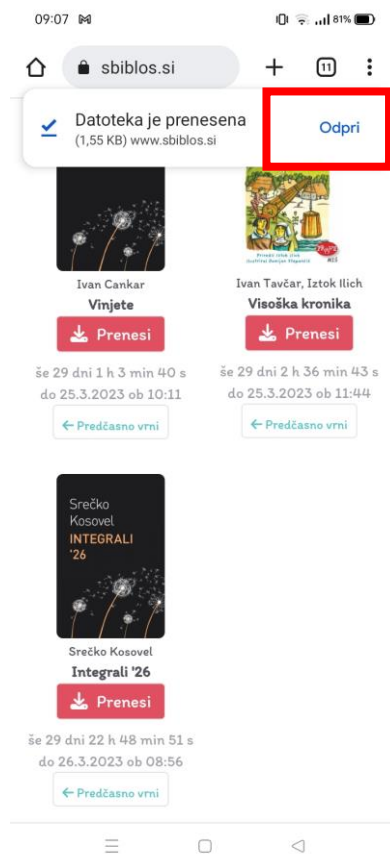 09:07
81%
sbiblos.si
11
Datoteka je prenesena
(1,55 KB) www.sbiblos.si
Odpri
Ivan Cankar
Vinjete
Prenesi
še 29 dni 1 h 3 min 40 s
do 25.3.2023 ob 10:11
← Predčasno vrni
Ivan Tavčar, Iztok Ilich
Visoška kronika
Prenesi
še 29 dni 2 h 36 min 43 s
do 25.3.2023 ob 11:44
← Predčasno vrni
Srečko
Kosovel
INTEGRALI
'26
Srečko Kosovel
Integrali '26
Prenesi
še 29 dni 22 h 48 min 51 s
do 26.3.2023 ob 08:56
← Predčasno vrni